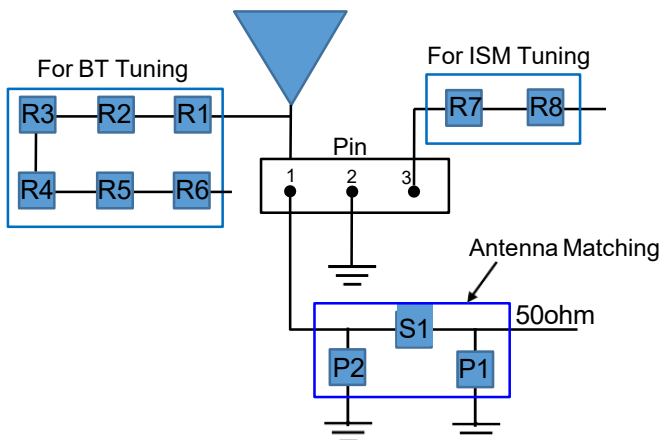 For BT Tuning
R3 R2 R1
R4 R5 R6
For ISM Tuning
R7 R8
Pin
1 2 3
Antenna Matching
S1 50ohm
P2 P1